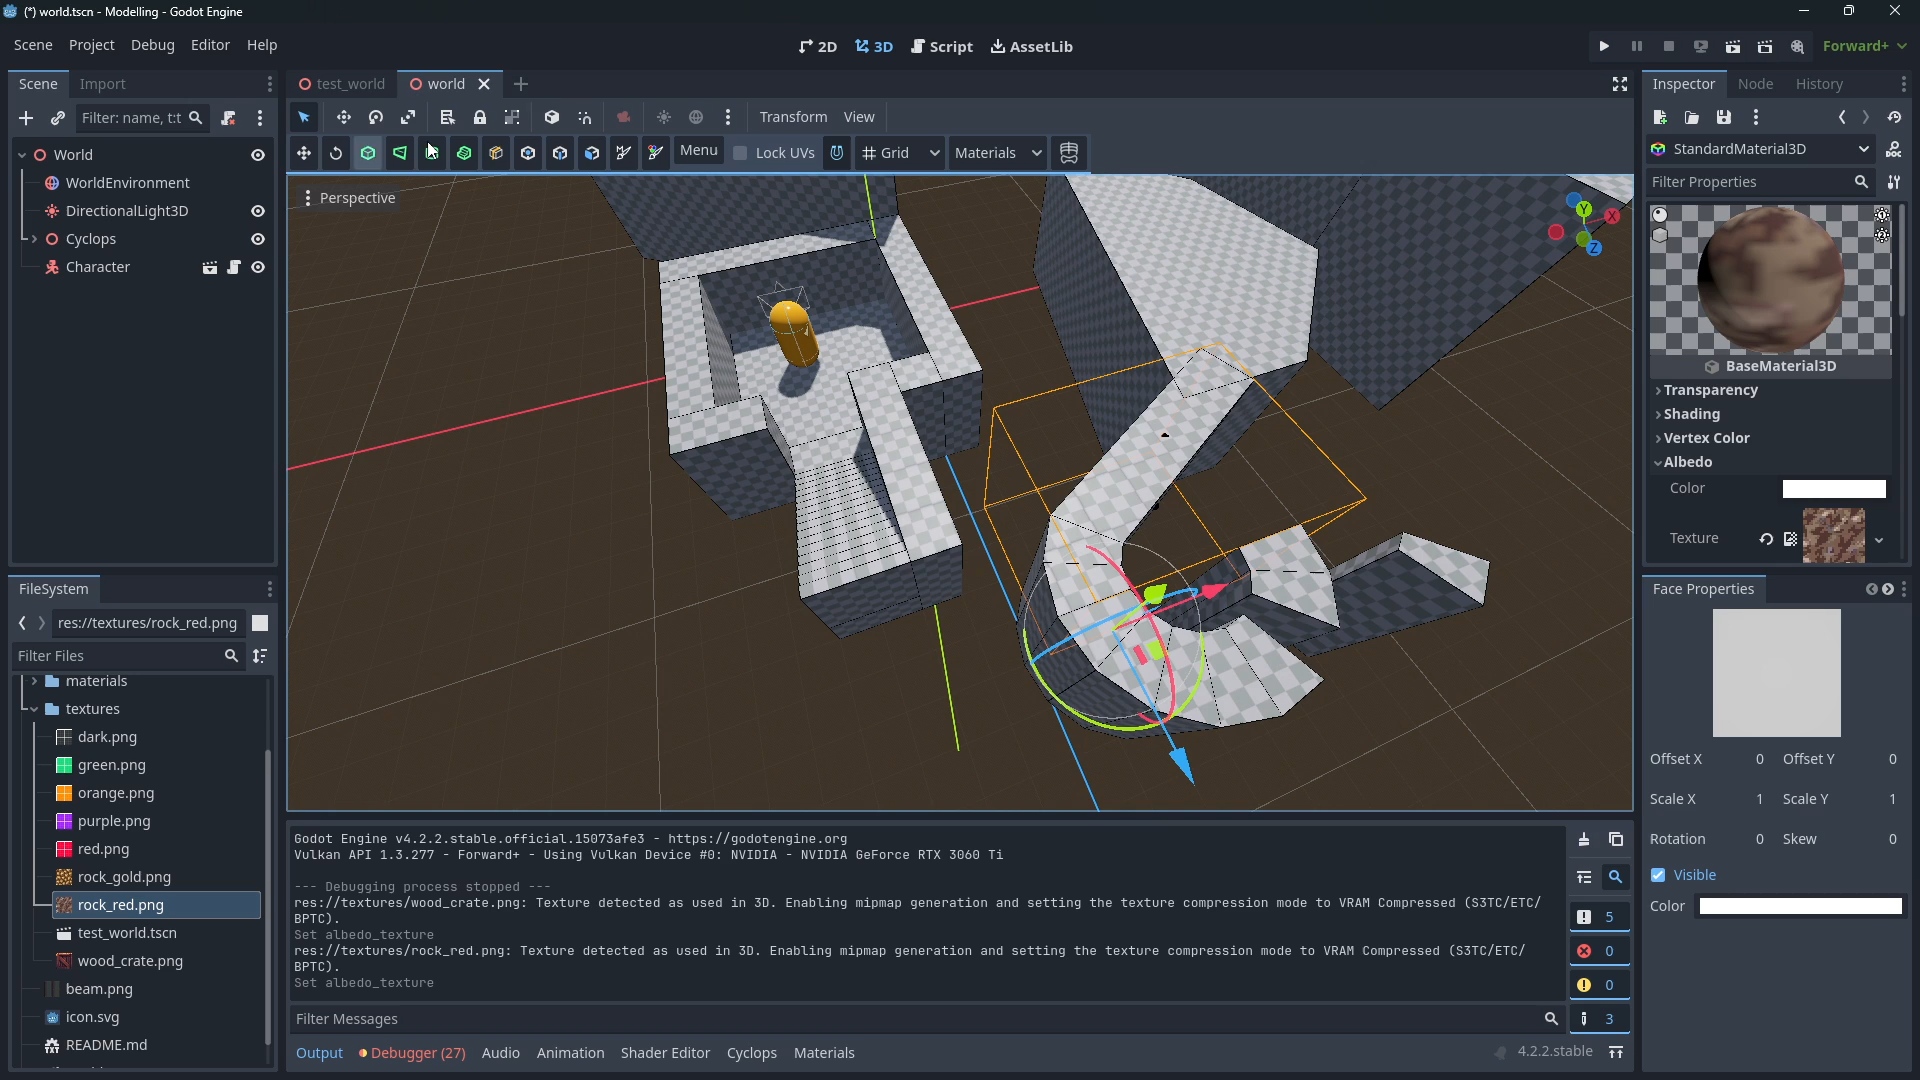 (*) world.tscn - Modelling - Godot Engine
Scene Project Debug Editor Help
2D 3D Script AssetLib
Forward+
Scene Import
Filter: name, t:t
World
WorldEnvironment
DirectionalLight3D
Cyclops
Character
FileSystem
res://textures/rock_red.png
Filter Files
materials
textures
dark.png
green.png
orange.png
purple.png
red.png
rock_gold.png
rock_red.png
test_world.tscn
wood_crate.png
beam.png
icon.svg
README.md
test_world world
Transform View
Menu Lock UVs Grid Materials
Perspective
Y X Z
Godot Engine v4.2.2.stable.official.15073afe3 - https://godotengine.org
Vulkan API 1.3.277 - Forward+ - Using Vulkan Device #0: NVIDIA - NVIDIA GeForce RTX 3060 Ti
--- Debugging process stopped ---
res://textures/wood_crate.png: Texture detected as used in 3D. Enabling mipmap generation and setting the texture compression mode to VRAM Compressed (S3TC/ETC/
BPTC).
Set albedo_texture
res://textures/rock_red.png: Texture detected as used in 3D. Enabling mipmap generation and setting the texture compression mode to VRAM Compressed (S3TC/ETC/
BPTC).
Set albedo_texture
5
0
0
3
Filter Messages
Output Debugger (27) Audio Animation Shader Editor Cyclops Materials
4.2.2.stable
Inspector Node History
StandardMaterial3D
Filter Properties
BaseMaterial3D
Transparency
Shading
Vertex Color
Albedo
Color
Texture
Face Properties
Offset X 0 Offset Y 0
Scale X 1 Scale Y 1
Rotation 0 Skew 0
Visible
Color